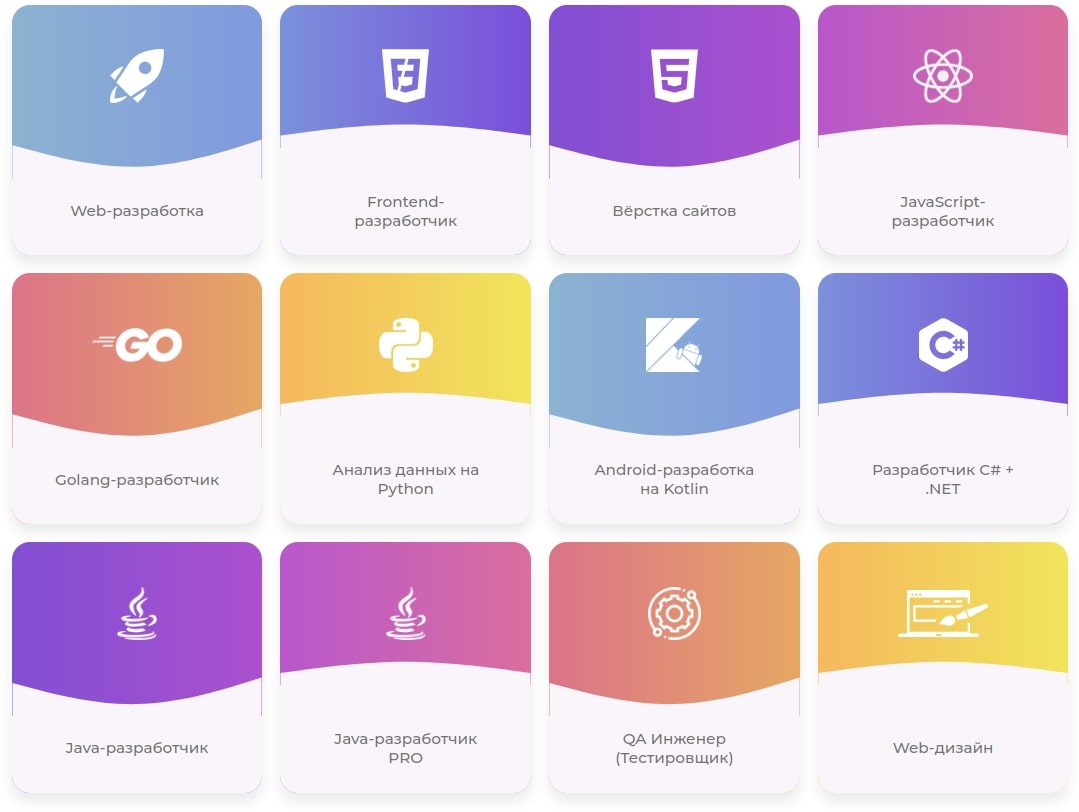 Web-разработка
Frontend-
разработчик
Вёрстка сайтов
JavaScript-
разработчик
GO
Golang-разработчик
Анализ данных на
Python
Android-разработка
на Kotlin
C#
Разработчик C# +
.NET
Java-разработчик
Java-разработчик
PRO
QA Инженер
(Тестировщик)
Web-дизайн